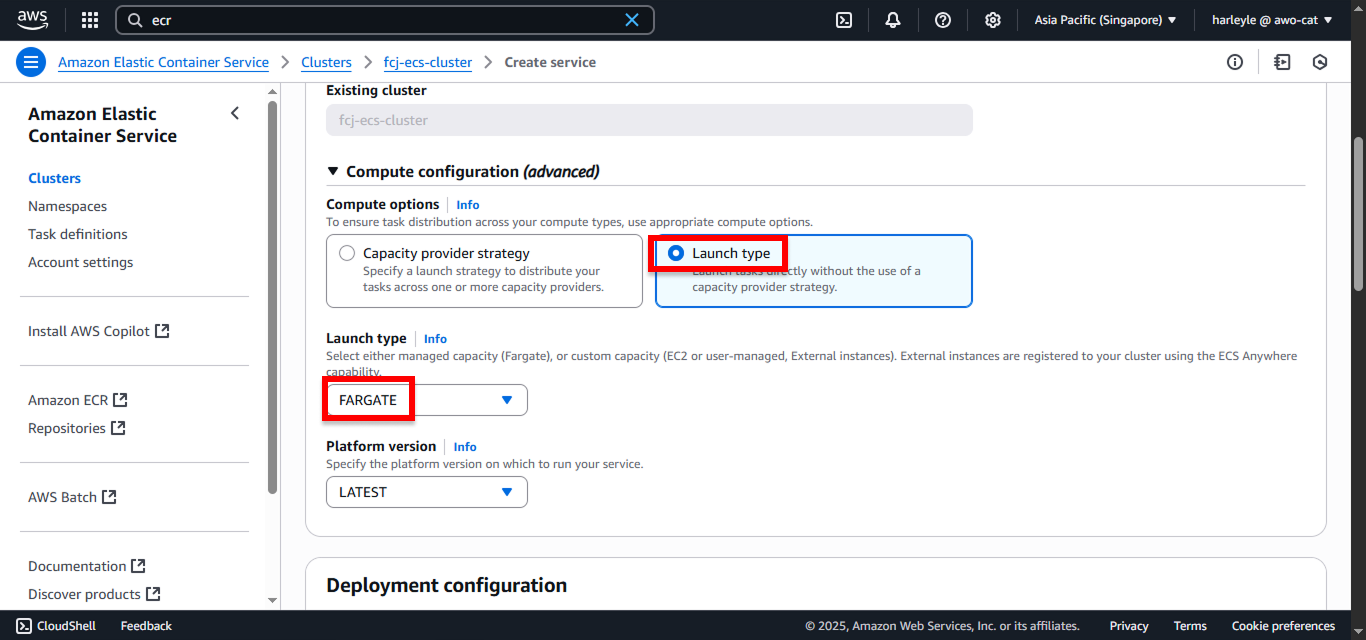 aws
ecr
Asia Pacific (Singapore)
harleyle @ awo-cat
Amazon Elastic Container Service
Clusters
fcj-ecs-cluster
Create service
Amazon Elastic
Container Service
Clusters
Namespaces
Task definitions
Account settings
Install AWS Copilot
Amazon ECR
Repositories
AWS Batch
Documentation
Discover products
Existing cluster
fcj-ecs-cluster
Compute configuration (advanced)
Compute options Info
To ensure task distribution across your compute types, use appropriate compute options.
Capacity provider strategy
Specify a launch strategy to distribute your
tasks across one or more capacity providers.
Launch type
Launch tasks directly without the use of a
capacity provider strategy.
Launch type Info
Select either managed capacity (Fargate), or custom capacity (EC2 or user-managed, External instances). External instances are registered to your cluster using the ECS Anywhere
capability.
FARGATE
Platform version Info
Specify the platform version on which to run your service.
LATEST
Deployment configuration
CloudShell
Feedback
© 2025, Amazon Web Services, Inc. or its affiliates.
Privacy
Terms
Cookie preferences